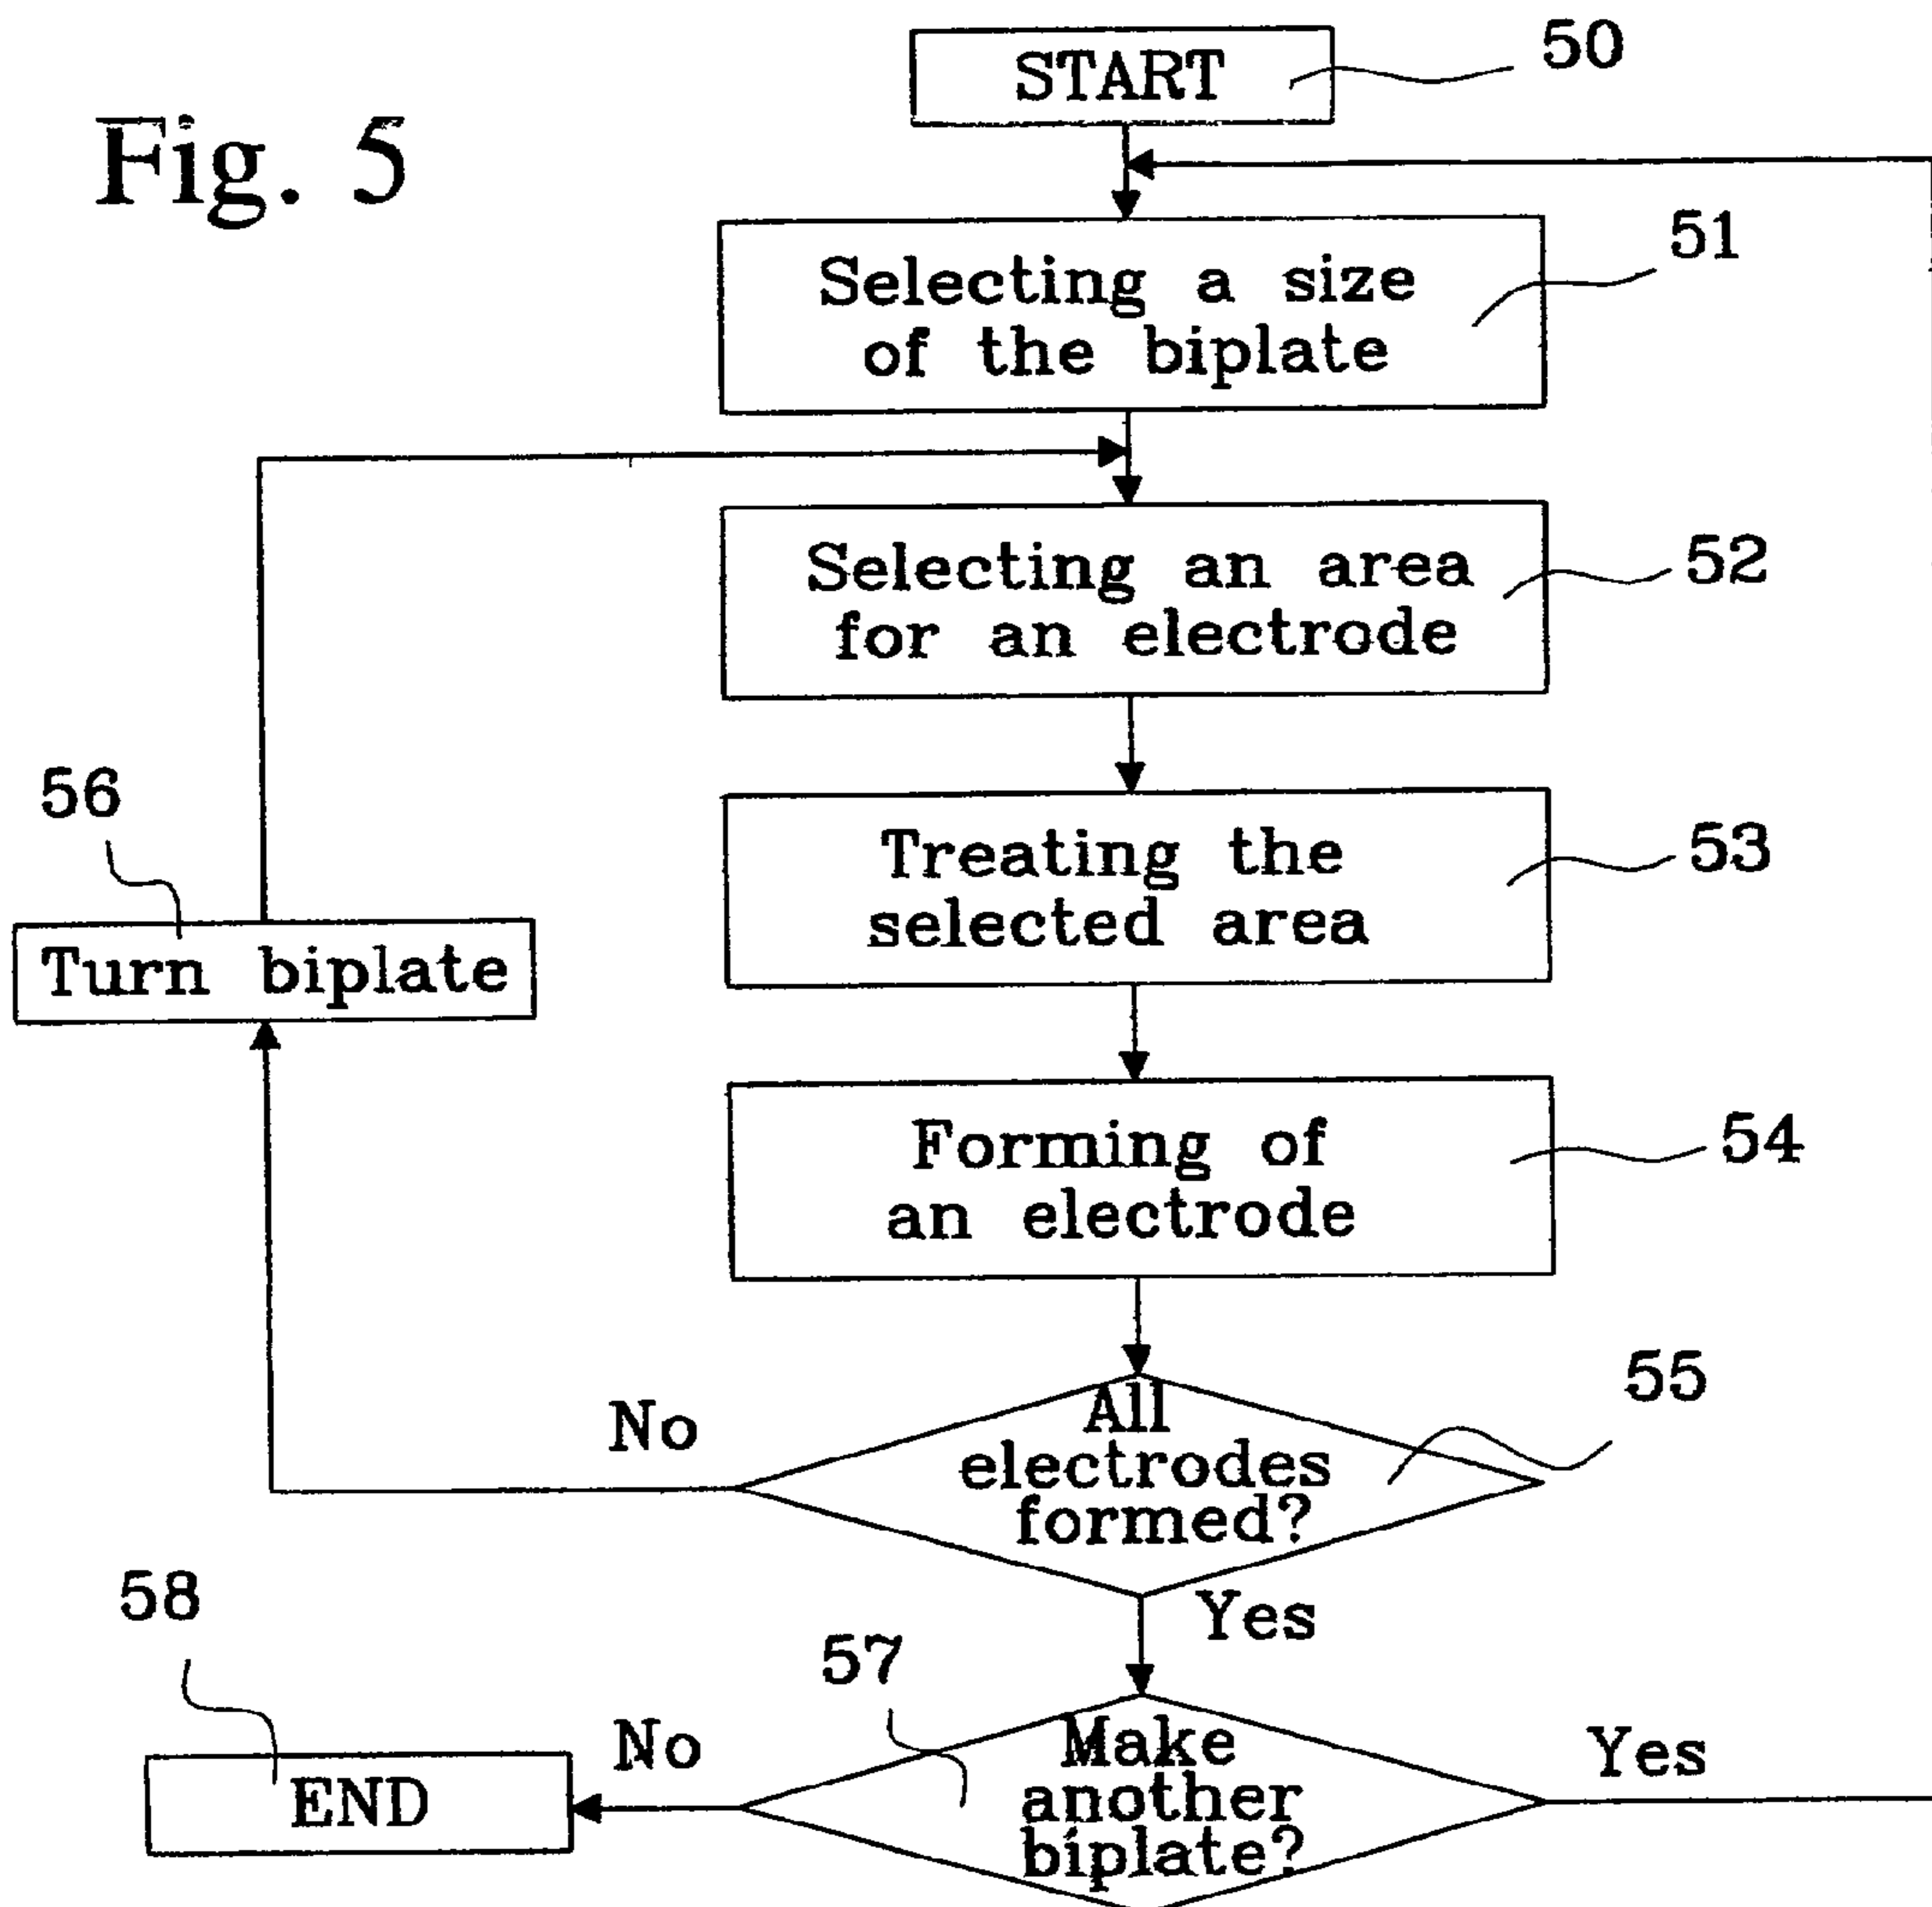 Fig. 5
START
50
Selecting a size
of the biplate
51
Selecting an area
for an electrode
52
Treating the
selected area
53
56
Turn biplate
Forming of
an electrode
54
All
electrodes
formed?
55
No
Yes
58
57
END
No
Make
another
biplate?
Yes